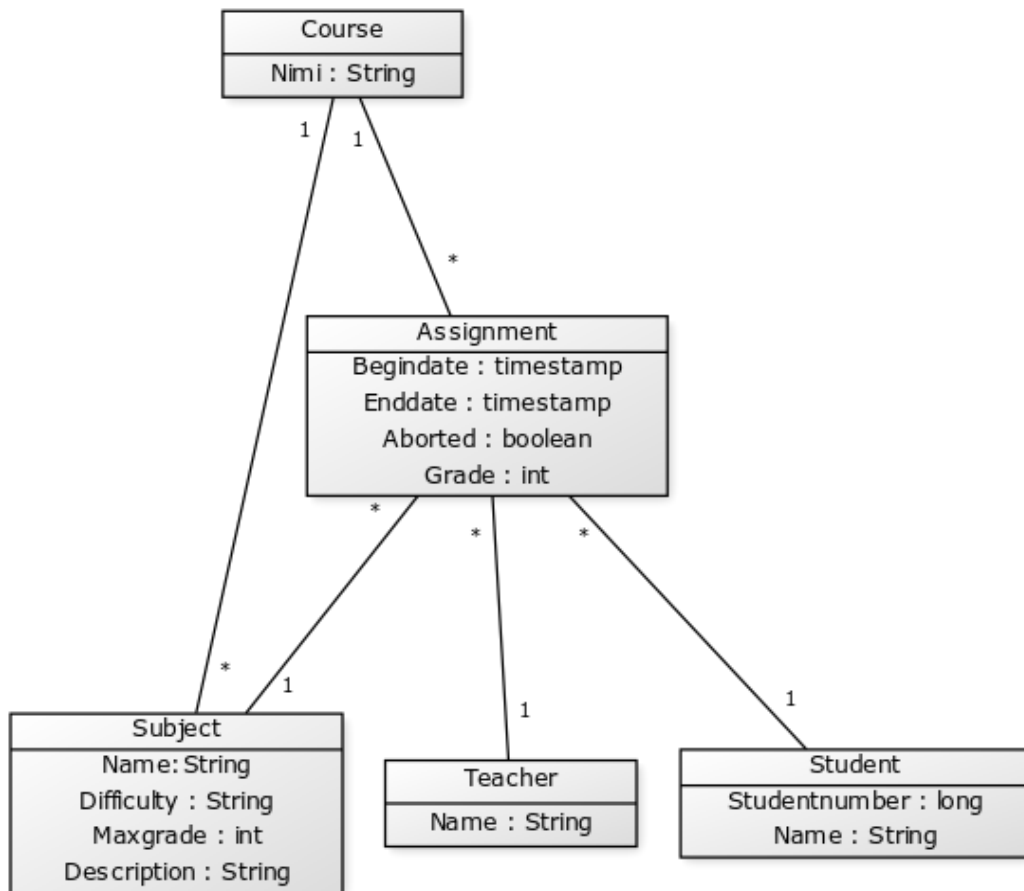 Course
Nimi : String
1
1
*
Assignment
Begindate : timestamp
Enddate : timestamp
Aborted : boolean
Grade : int
*
*
*
*
1
1
1
Subject
Name: String
Difficulty : String
Maxgrade : int
Description : String
Teacher
Name : String
Student
Studentnumber : long
Name : String